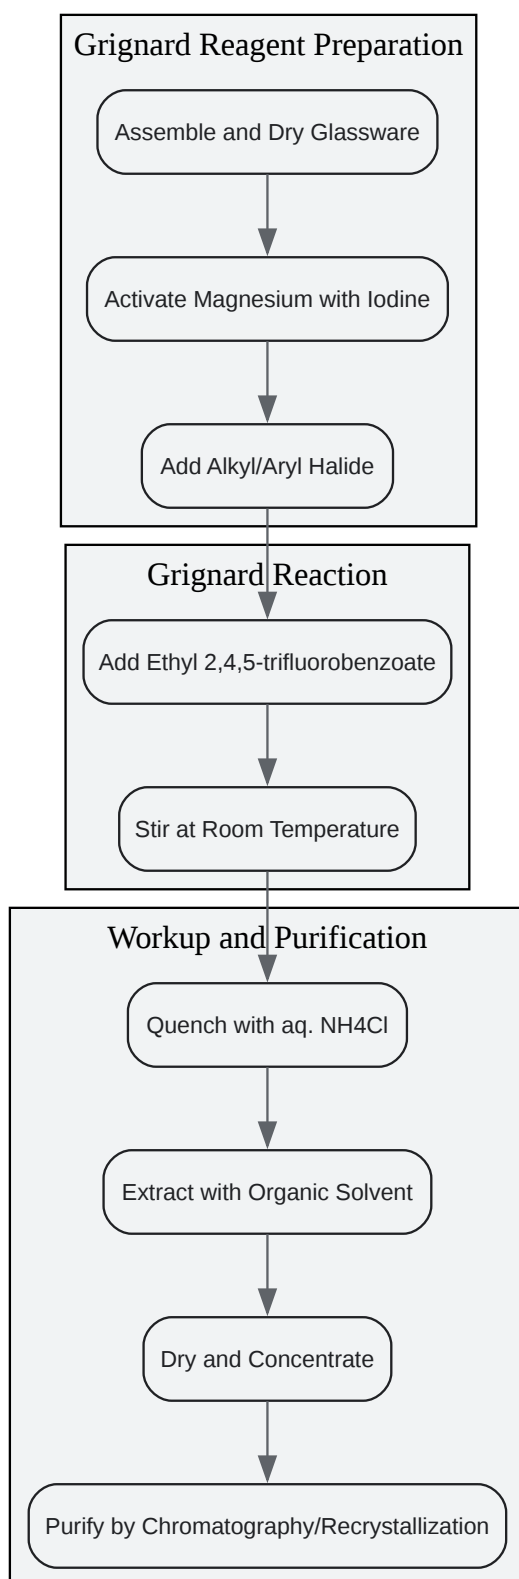 Grignard Reagent Preparation
Assemble and Dry Glassware
Activate Magnesium with Iodine
Add Alkyl/Aryl Halide
Grignard Reaction
Add Ethyl 2,4,5-trifluorobenzoate
Stir at Room Temperature
Workup and Purification
Quench with aq. NH4Cl
Extract with Organic Solvent
Dry and Concentrate
Purify by Chromatography/Recrystallization